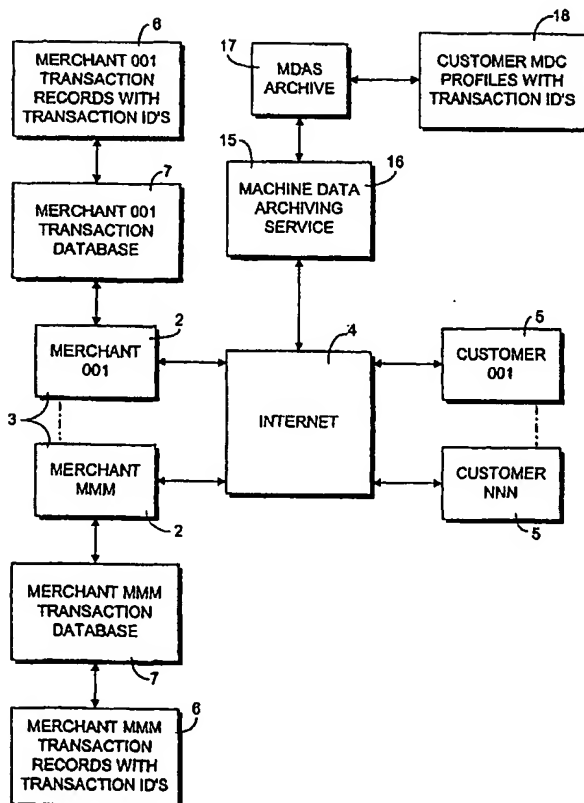 6
MERCHANT 001
TRANSACTION
RECORDS WITH
TRANSACTION ID'S
7
MERCHANT 001
TRANSACTION
DATABASE
2
MERCHANT
001
3
MERCHANT
MMM
2
MERCHANT MMM
TRANSACTION
DATABASE
7
6
MERCHANT MMM
TRANSACTION
RECORDS WITH
TRANSACTION ID'S
17
MDAS
ARCHIVE
18
CUSTOMER MDC
PROFILES WITH
TRANSACTION ID'S
15
16
MACHINE DATA
ARCHIVING
SERVICE
4
INTERNET
5
CUSTOMER
001
CUSTOMER
NNN
5